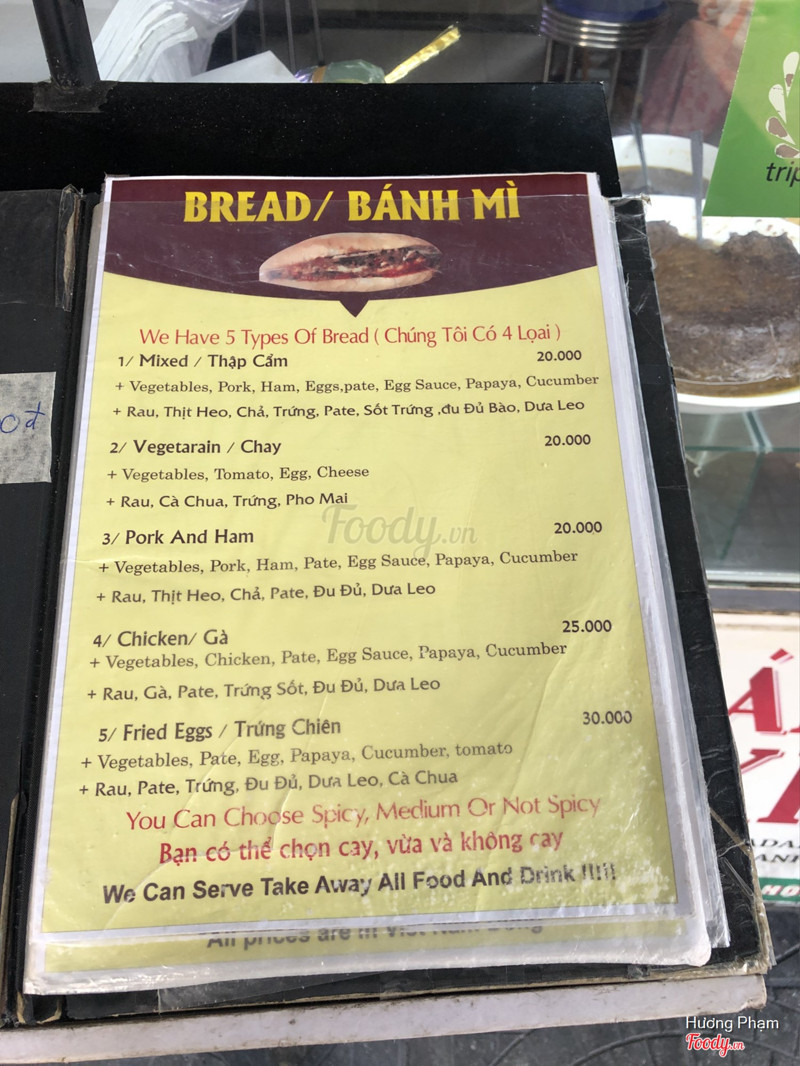 BREAD/ BÁNH MÌ
We Have 5 Types Of Bread ( Chúng Tôi Có 4 Loại )
1/ Mixed / Thập Cẩm 20.000
+ Vegetables, Pork, Ham, Eggs,pate, Egg Sauce, Papaya, Cucumber
+ Rau, Thịt Heo, Chả, Trứng, Pate, Sốt Trứng ,đu Đủ Bào, Dưa Leo
2/ Vegetarain / Chay 20.000
+ Vegetables, Tomato, Egg, Cheese
+ Rau, Cà Chua, Trứng, Pho Mai
3/ Pork And Ham 20.000
+ Vegetables, Pork, Ham, Pate, Egg Sauce, Papaya, Cucumber
+ Rau, Thịt Heo, Chả, Pate, Đu Đủ, Dưa Leo
4/ Chicken/ Gà 25.000
+ Vegetables, Chicken, Pate, Egg Sauce, Papaya, Cucumber
+ Rau, Gà, Pate, Trứng Sốt, Đu Đủ, Dưa Leo
5/ Fried Eggs / Trứng Chiên 30.000
+ Vegetables, Pate, Egg, Papaya, Cucumber, tomato
+ Rau, Pate, Trứng, Đu Đủ, Dưa Leo, Cà Chua
You Can Choose Spicy, Medium Or Not Spicy
Bạn có thể chọn cay, vừa và không cay
We Can Serve Take Away All Food And Drink !!!!!
All prices are in Viet Nam Dong
0đ
trip
Foody.vn
Hương Phạm
Foody.vn